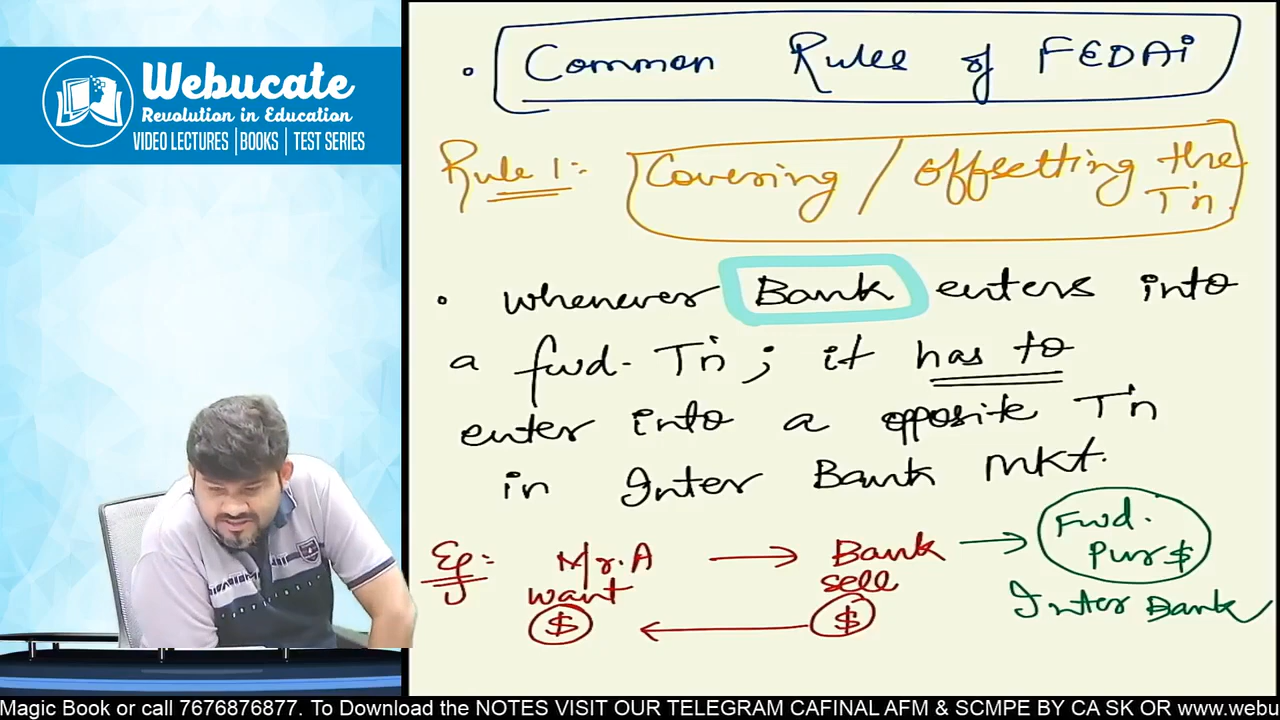 Webucate
Revolution in Education
VIDEO LECTURES | BOOKS | TEST SERIES
• Common Rules of FEDAi
Rule 1:- Covering / offsetting the Tn.
• whenever Bank enters into
a fwd- Tn ; it has to
enter into a opposite Tn
in Inter Bank Mkt.
Eg:- Mr. A → Bank → Fwd. Pur $
want sell Inter Bank
$ ← $
Magic Book or call 7676876877. To Download the NOTES VISIT OUR TELEGRAM CAFINAL AFM & SCMPE BY CA SK OR www.webu